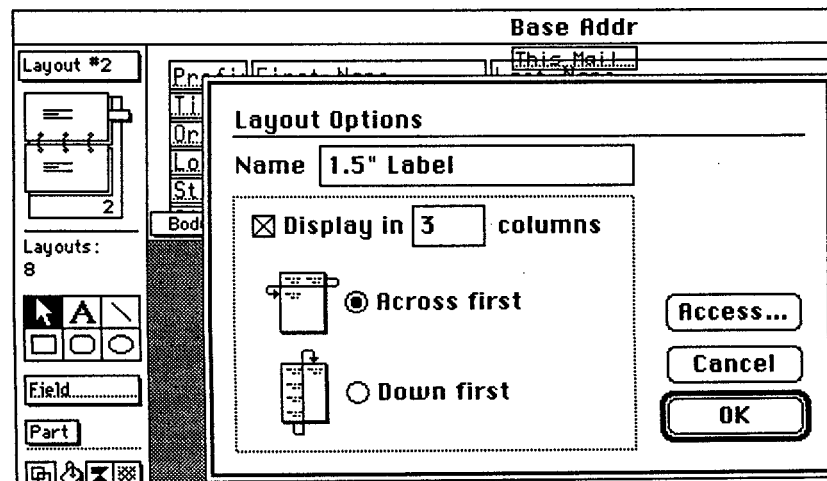 Base Addr
Layout #2
This Mail
Layout Options
Name 1.5" Label
Display in 3 columns
2
Layouts:
8
Across first
Access...
A
Cancel
Down first
OK
Field
Part